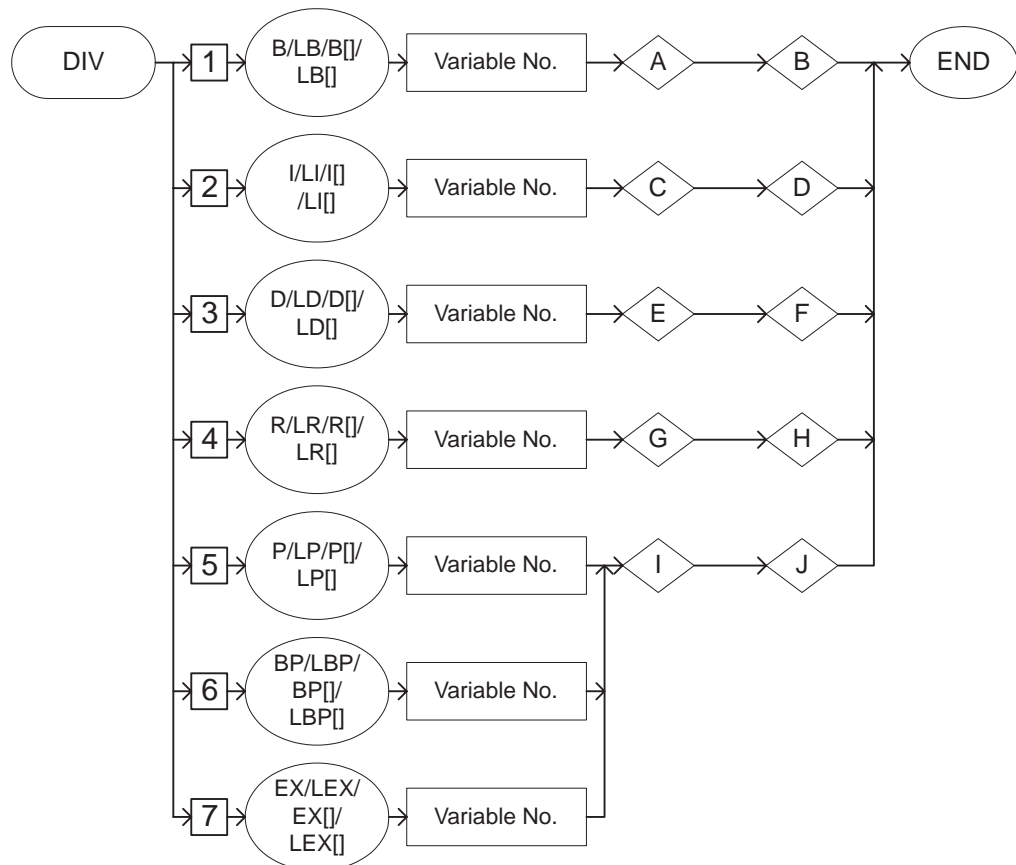 DIV
1
B/LB/B[]/
LB[]
Variable No.
A
B
END
2
I/LI/I[]
/LI[]
Variable No.
C
D
3
D/LD/D[]/
LD[]
Variable No.
E
F
4
R/LR/R[]/
LR[]
Variable No.
G
H
5
P/LP/P[]/
LP[]
Variable No.
I
J
6
BP/LBP/
BP[]/
LBP[]
Variable No.
7
EX/LEX/
EX[]/
LEX[]
Variable No.